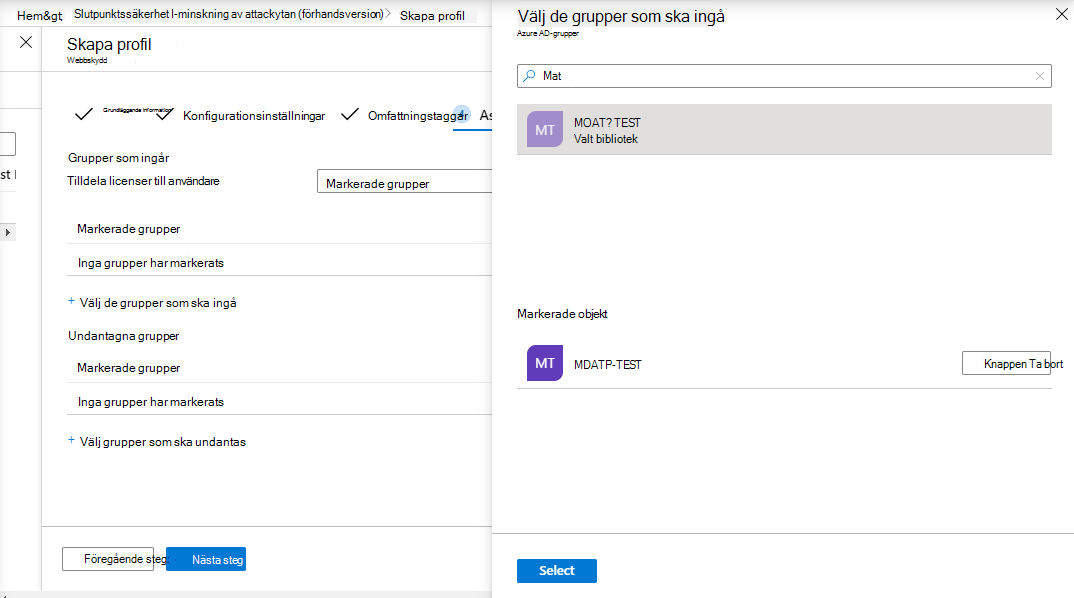 Hem&gt
Slutpunktssäkerhet I-minskning av attackytan (förhandsversion)
Skapa profil
Skapa profil
Webbskydd
Grundläggande information
Konfigurationsinställningar
Omfattningstaggar
As
Grupper som ingår
Tilldela licenser till användare
Markerade grupper
st I
Markerade grupper
Inga grupper har markerats
+ Välj de grupper som ska ingå
Undantagna grupper
Markerade grupper
Inga grupper har markerats
+ Välj grupper som ska undantas
Föregående steg:
Nästa steg
Välj de grupper som ska ingå
Azure AD-grupper
Mat
MT
MOAT? TEST
Valt bibliotek
Markerade objekt
MT
MDATP-TEST
Knappen Ta bort
Select